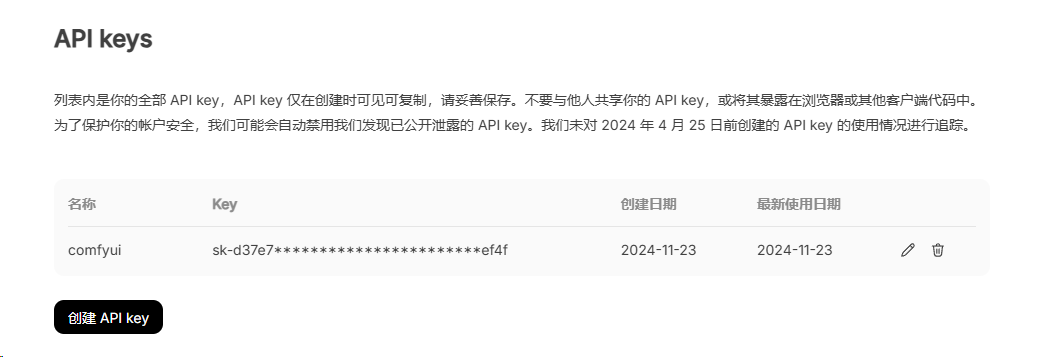 API keys
列表内是你的全部 API key，API key 仅在创建时可见可复制，请妥善保存。不要与他人共享你的 API key，或将其暴露在浏览器或其他客户端代码中。
为了保护你的帐户安全，我们可能会自动禁用我们发现已公开泄露的 API key。我们未对 2024 年 4 月 25 日前创建的 API key 的使用情况进行追踪。
名称 Key 创建日期 最新使用日期
comfyui sk-d37e7***********************ef4f 2024-11-23 2024-11-23
创建 API key